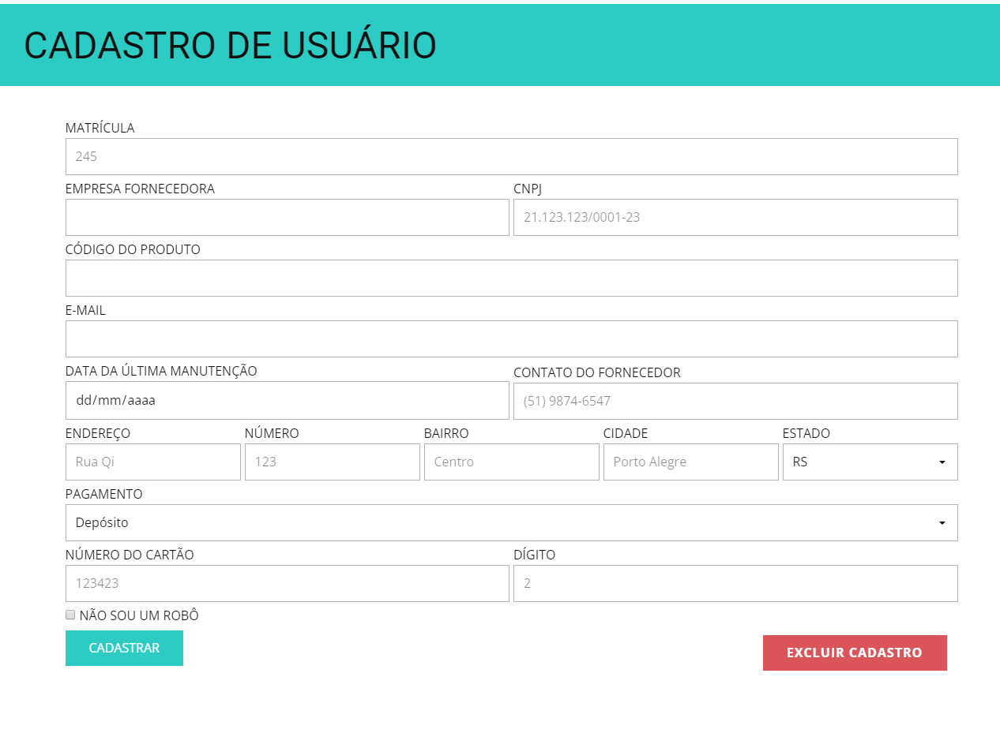 CADASTRO DE USUÁRIO
MATRÍCULA
245
EMPRESA FORNECEDORA CNPJ
21.123.123/0001-23
CÓDIGO DO PRODUTO
E-MAIL
DATA DA ÚLTIMA MANUTENÇÃO CONTATO DO FORNECEDOR
dd/mm/aaaa (51) 9874-6547
ENDEREÇO NÚMERO BAIRRO CIDADE ESTADO
Rua Qi 123 Centro Porto Alegre RS
PAGAMENTO
Depósito
NÚMERO DO CARTÃO DÍGITO
123423 2
NÃO SOU UM ROBÔ
CADASTRAR EXCLUIR CADASTRO